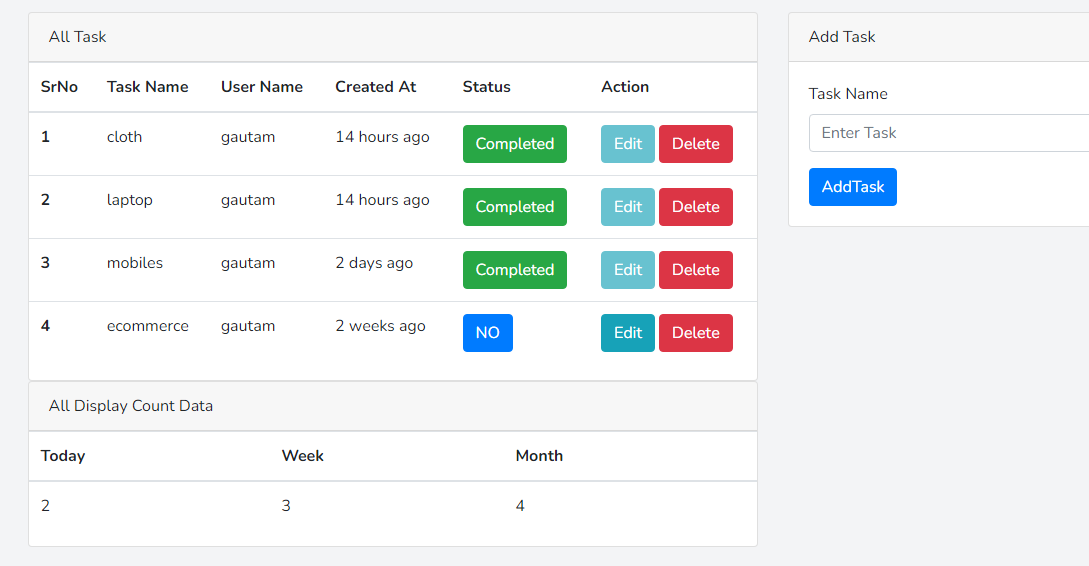 All Task
SrNo Task Name User Name Created At Status Action
1 cloth gautam 14 hours ago Completed Edit Delete
2 laptop gautam 14 hours ago Completed Edit Delete
3 mobiles gautam 2 days ago Completed Edit Delete
4 ecommerce gautam 2 weeks ago NO Edit Delete
All Display Count Data
Today Week Month
2 3 4
Add Task
Task Name
Enter Task
AddTask